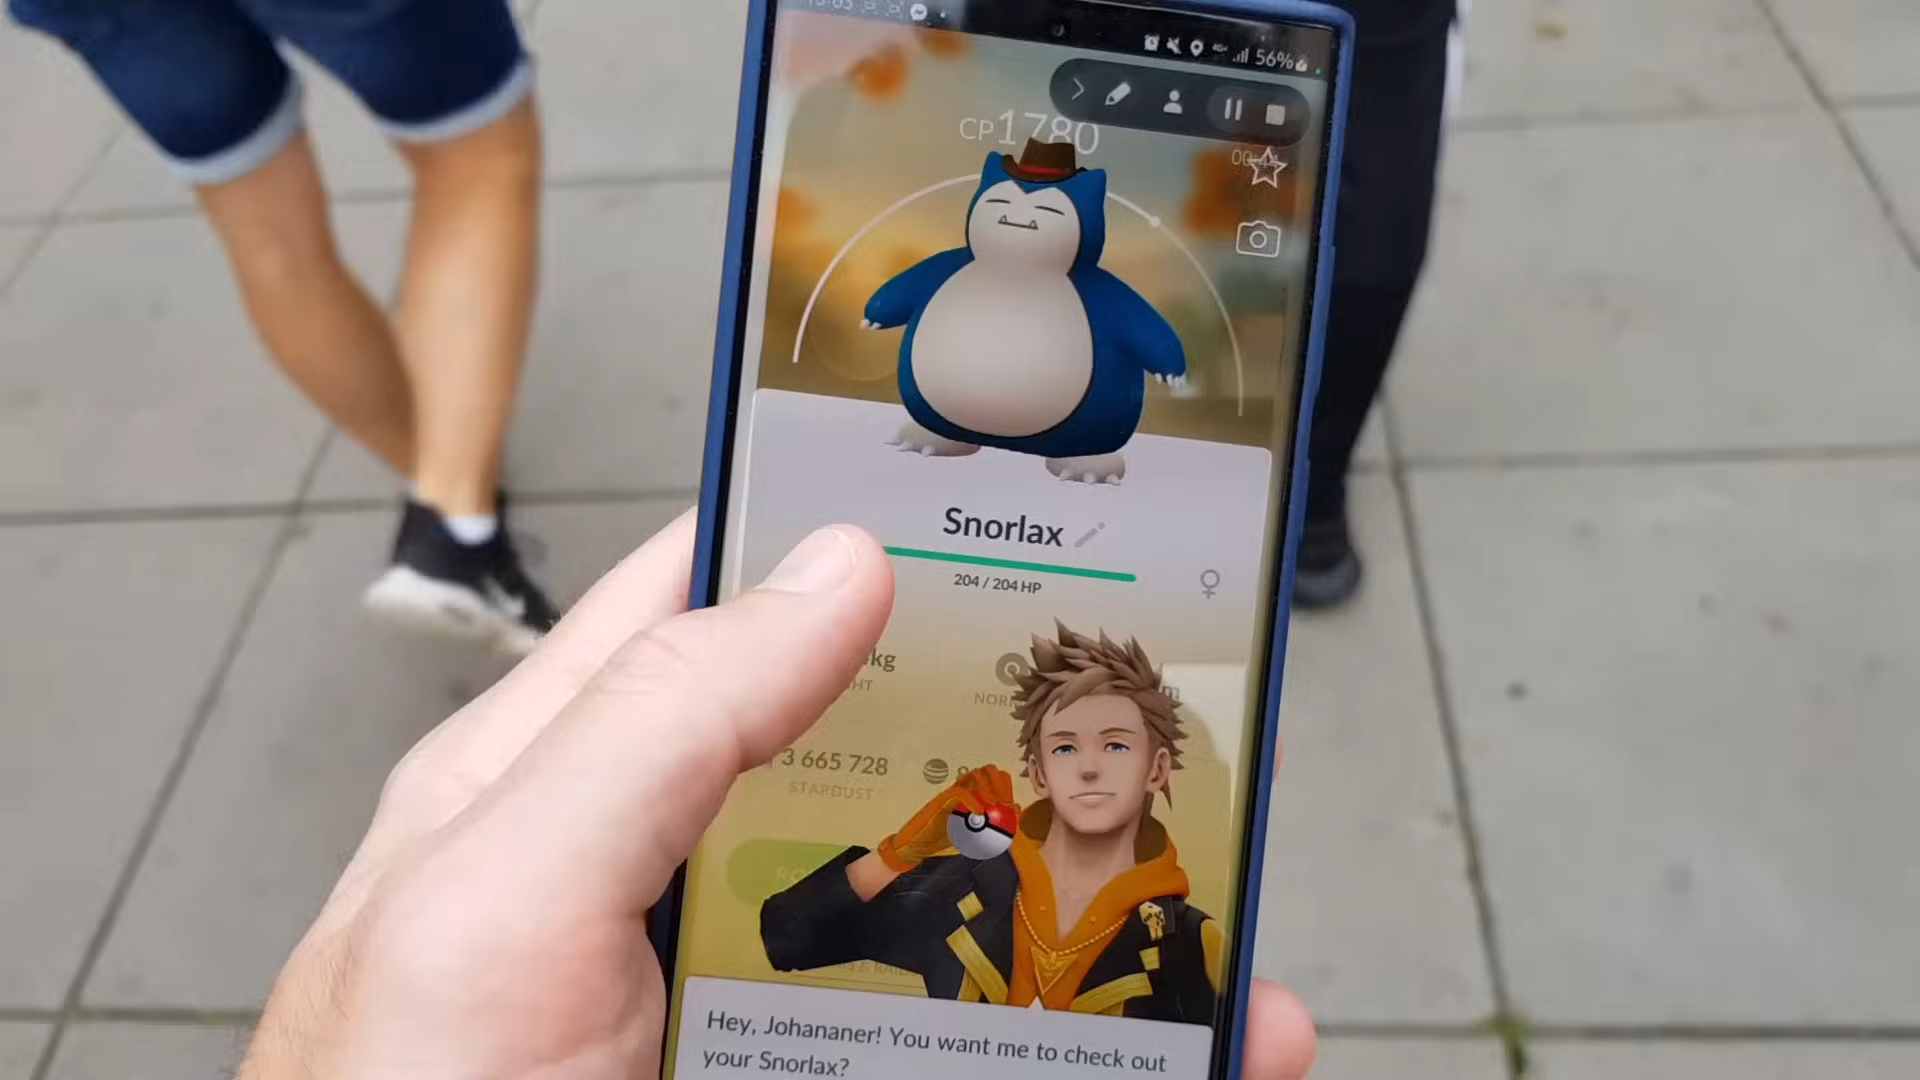 56%
CP1780
Snorlax
204 / 204 HP
kg
3 665 728
STARDUST
Hey, Johananer! You want me to check out
your Snorlax?